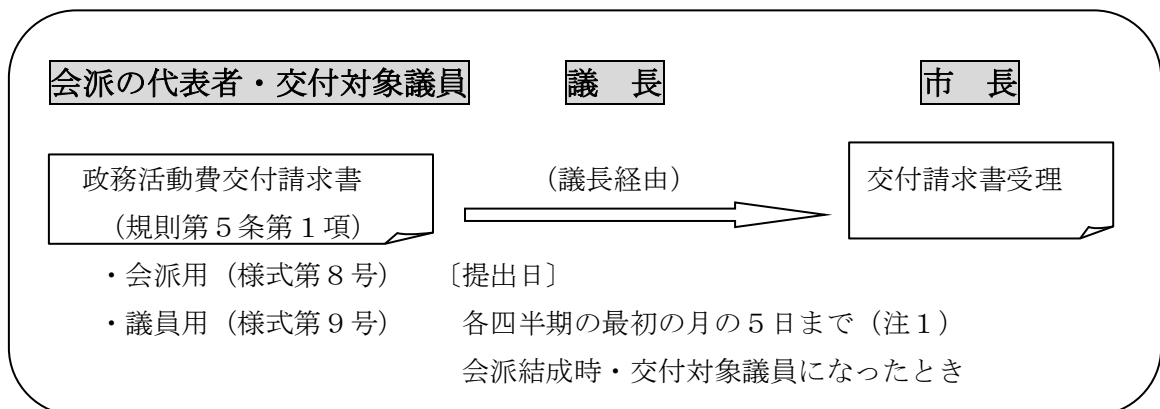 会派の代表者・交付対象議員　議　長　市　長
政務活動費交付請求書　（議長経由）　交付請求書受理
（規則第５条第１項）
・会派用（様式第８号）　〔提出日〕
・議員用（様式第９号）　各四半期の最初の月の５日まで（注１）
会派結成時・交付対象議員になったとき